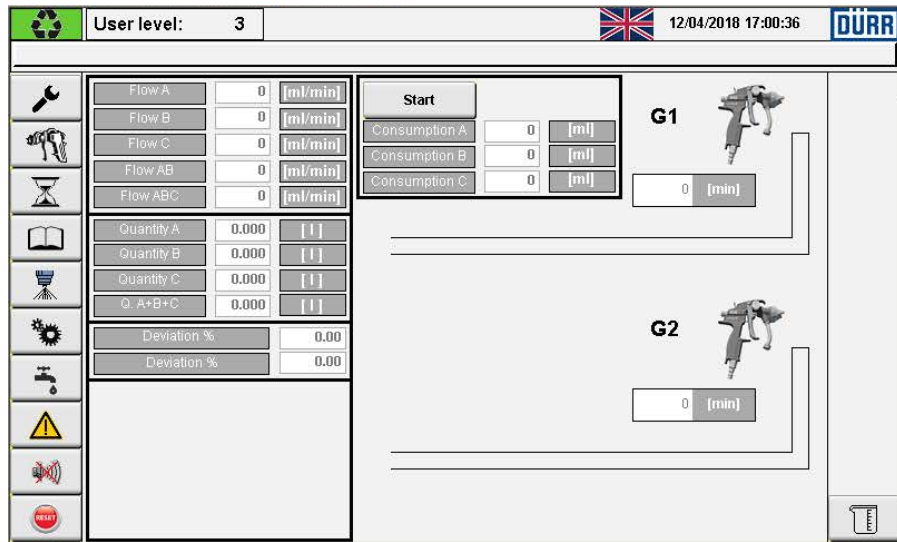 User level: 3
12/04/2018 17:00:36
DÜRR
Flow A 0 [ml/min]
Flow B 0 [ml/min]
Flow C 0 [ml/min]
Flow AB 0 [ml/min]
Flow ABC 0 [ml/min]
Quantity A 0.000 [ l ]
Quantity B 0.000 [ l ]
Quantity C 0.000 [ l ]
Q. A+B+C 0.000 [ l ]
Deviation % 0.00
Deviation % 0.00
Start
Consumption A 0 [ml]
Consumption B 0 [ml]
Consumption C 0 [ml]
G1
0 [min]
G2
0 [min]
RESET